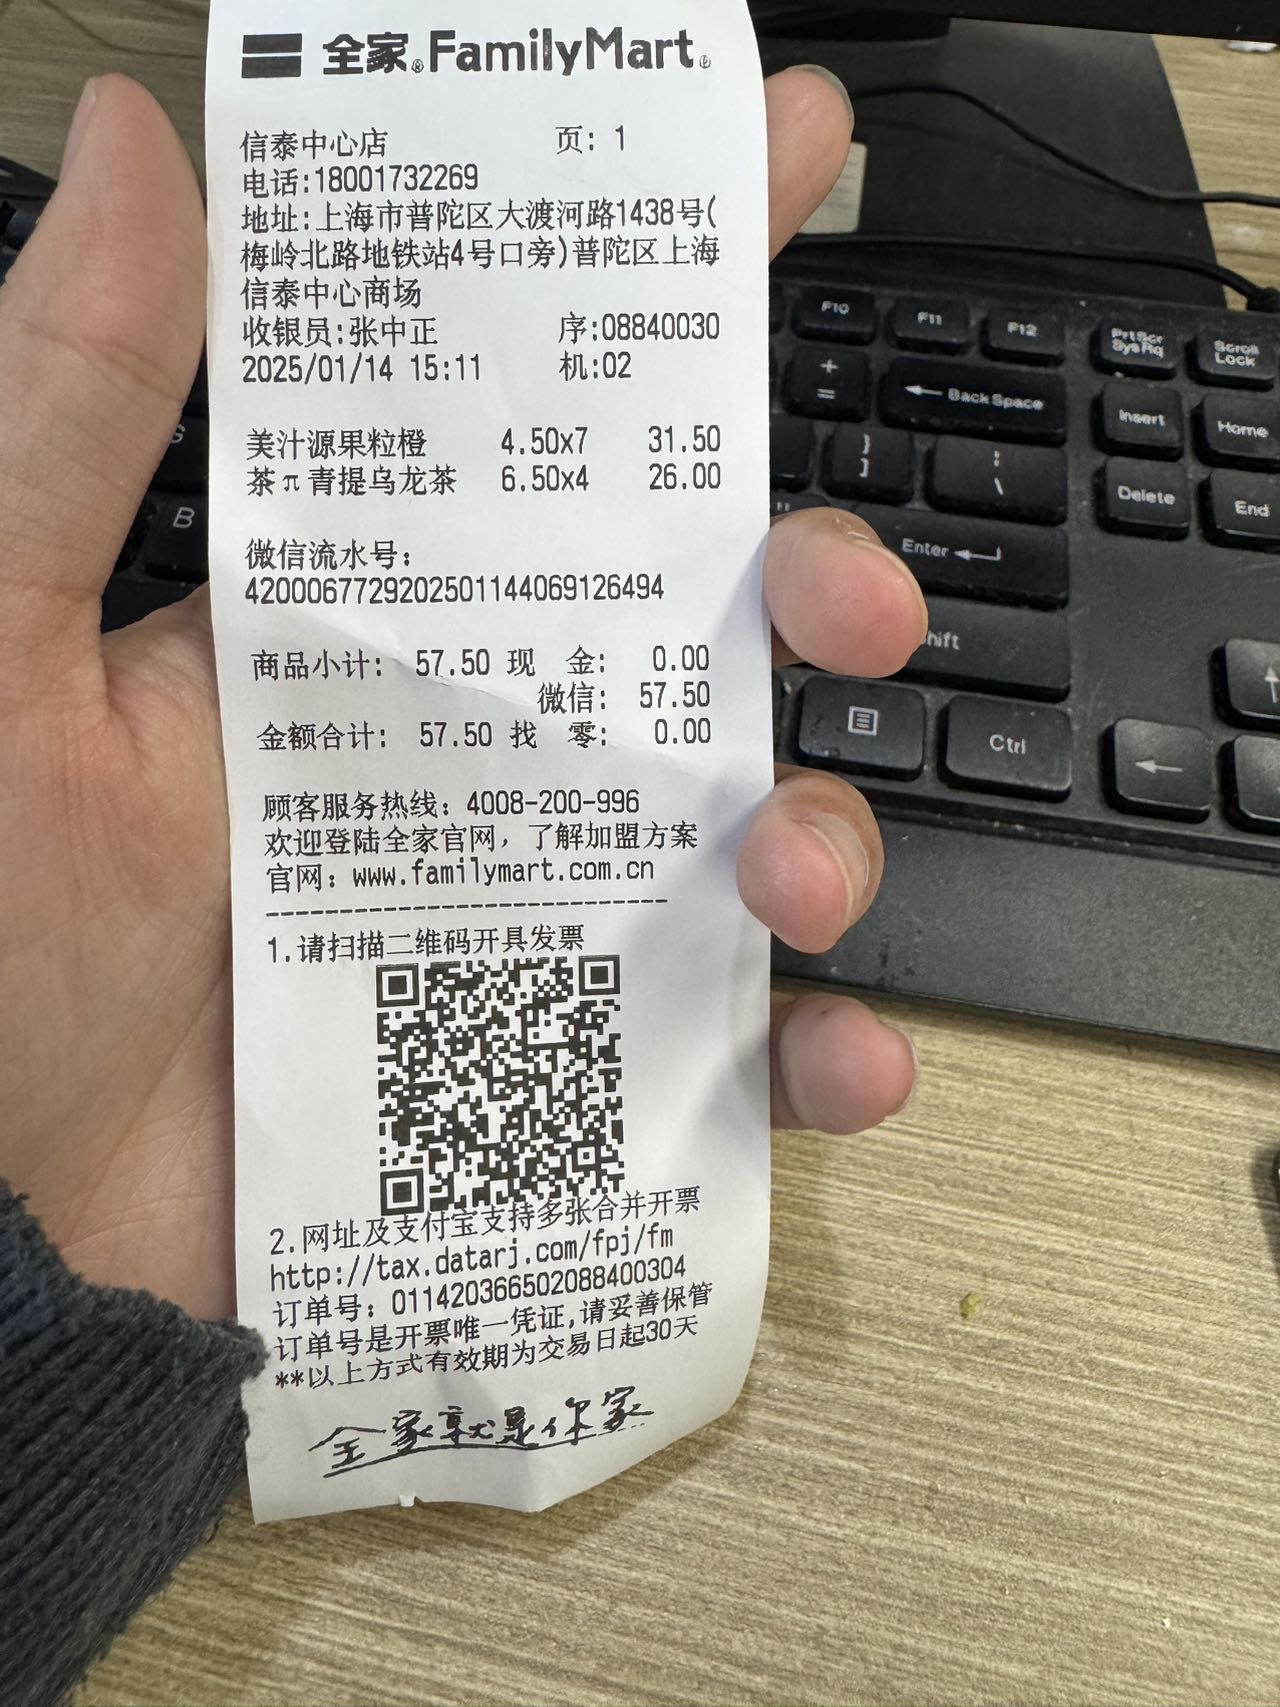 全家®FamilyMart®
信泰中心店 页: 1
电话:18001732269
地址:上海市普陀区大渡河路1438号(
梅岭北路地铁站4号口旁)普陀区上海
信泰中心商场
收银员:张中正 序:08840030
2025/01/14 15:11 机:02
美汁源果粒橙 4.50x7 31.50
茶π青提乌龙茶 6.50x4 26.00
微信流水号:
4200067729202501144069126494
商品小计: 57.50 现 金: 0.00
微信: 57.50
金额合计: 57.50 找 零: 0.00
顾客服务热线: 4008-200-996
欢迎登陆全家官网, 了解加盟方案
官网: www.familymart.com.cn
1.请扫描二维码开具发票
2.网址及支付宝支持多张合并开票
http://tax.datarj.com/fpj/fm
订单号: 011420366502088400304
订单号是开票唯一凭证,请妥善保管
**以上方式有效期为交易日起30天
全家就是你家
F10
F11
F12
PrtScr
SysRq
Scroll
Lock
+
=
Back Space
Insert
Home
}
]
\
Delete
End
Enter
hift
Ctrl
G
B